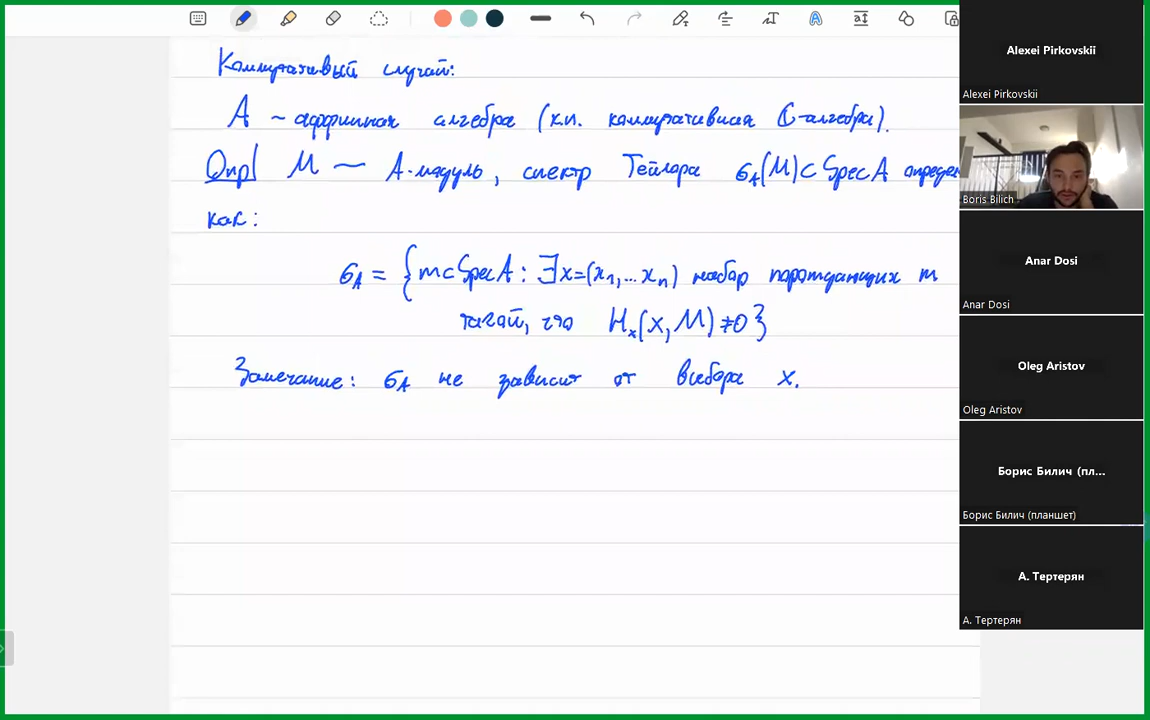 Коммутативный случай:
A ~ аффинная алгебра (к.п. коммутативная ℂ-алгебра).
Опр| M — A-модуль, спектр Тейлора σ_A(M) ⊂ Spec A опреде
как:
σ_A = {m ⊂ Spec A : ∃ x = (x_1, ... x_n) набор порождающих m
такой, что H_*(x, M) ≠ 0}
Замечание: σ_A не зависит от выбора x.
Alexei Pirkovskii
Alexei Pirkovskii
Boris Bilich
Anar Dosi
Anar Dosi
Oleg Aristov
Oleg Aristov
Борис Билич (пл...
Борис Билич (планшет)
А. Тертерян
А. Тертерян